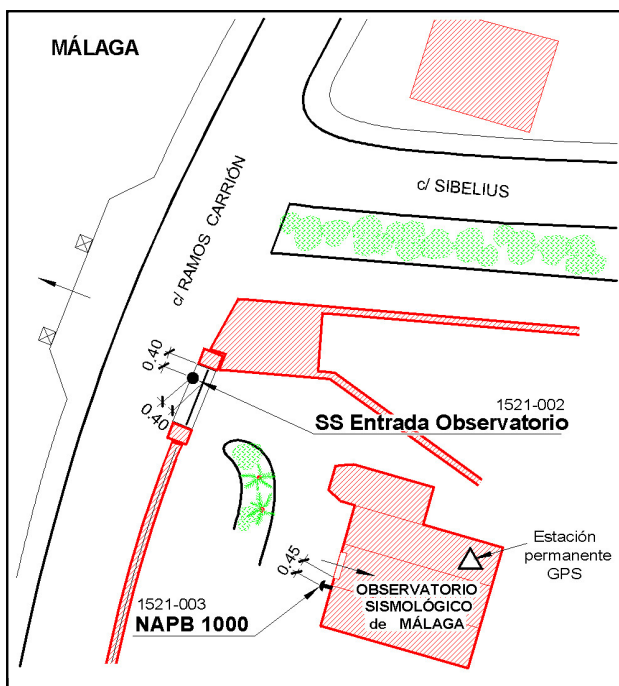 MÁLAGA
c/ SIBELIUS
c/ RAMOS CARRIÓN
0.40
0.40
1521-002
SS Entrada Observatorio
Estación
permanente
GPS
0.45
OBSERVATORIO
SISMOLÓGICO
de MÁLAGA
1521-003
NAPB 1000